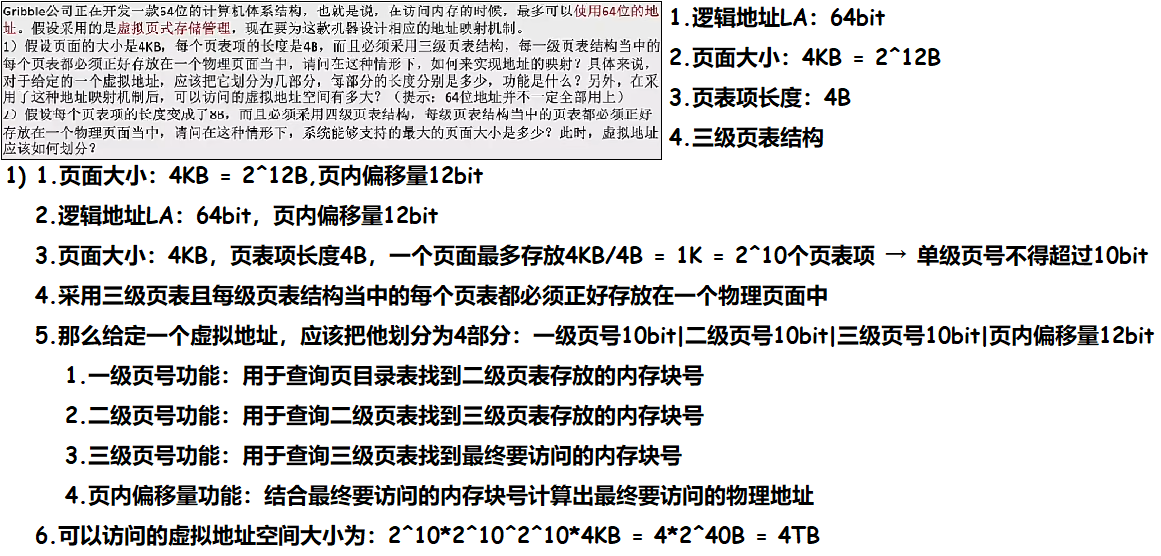 Gribble公司正在开发一款64位的计算机体系结构，也就是说，在访问内存的时候，最多可以使用64位的地
址。假设采用的是虚拟页式存储管理，现在要为这款机器设计相应的地址映射机制。
1）假设页面的大小是4KB，每个页表项的长度是4B，而且必须采用三级页表结构，每一级页表结构当中的
每个页表都必须正好存放在一个物理页面当中，请问在这种情形下，如何来实现地址的映射？具体来说，
对于给定的一个虚拟地址，应该把它划分为几部分，每部分的长度分别是多少，功能是什么？另外，在采
用了这种地址映射机制后，可以访问的虚拟地址空间有多大？（提示：64位地址并不一定全部用上）
2）假设每个页表项的长度变成了8B，而且必须采用四级页表结构，每级页表结构当中的页表都必须正好
存放在一个物理页面当中，请问在这种情形下，系统能够支持的最大的页面大小是多少？此时，虚拟地址
应该如何划分？
1.逻辑地址LA：64bit
2.页面大小：4KB = 2^12B
3.页表项长度：4B
4.三级页表结构
1) 1.页面大小：4KB = 2^12B,页内偏移量12bit
2.逻辑地址LA：64bit，页内偏移量12bit
3.页面大小：4KB，页表项长度4B，一个页面最多存放4KB/4B = 1K = 2^10个页表项 → 单级页号不得超过10bit
4.采用三级页表且每级页表结构当中的每个页表都必须正好存放在一个物理页面中
5.那么给定一个虚拟地址，应该把他划分为4部分：一级页号10bit|二级页号10bit|三级页号10bit|页内偏移量12bit
1.一级页号功能：用于查询页目录表找到二级页表存放的内存块号
2.二级页号功能：用于查询二级页表找到三级页表存放的内存块号
3.三级页号功能：用于查询三级页表找到最终要访问的内存块号
4.页内偏移量功能：结合最终要访问的内存块号计算出最终要访问的物理地址
6.可以访问的虚拟地址空间大小为：2^10*2^10^2^10*4KB = 4*2^40B = 4TB